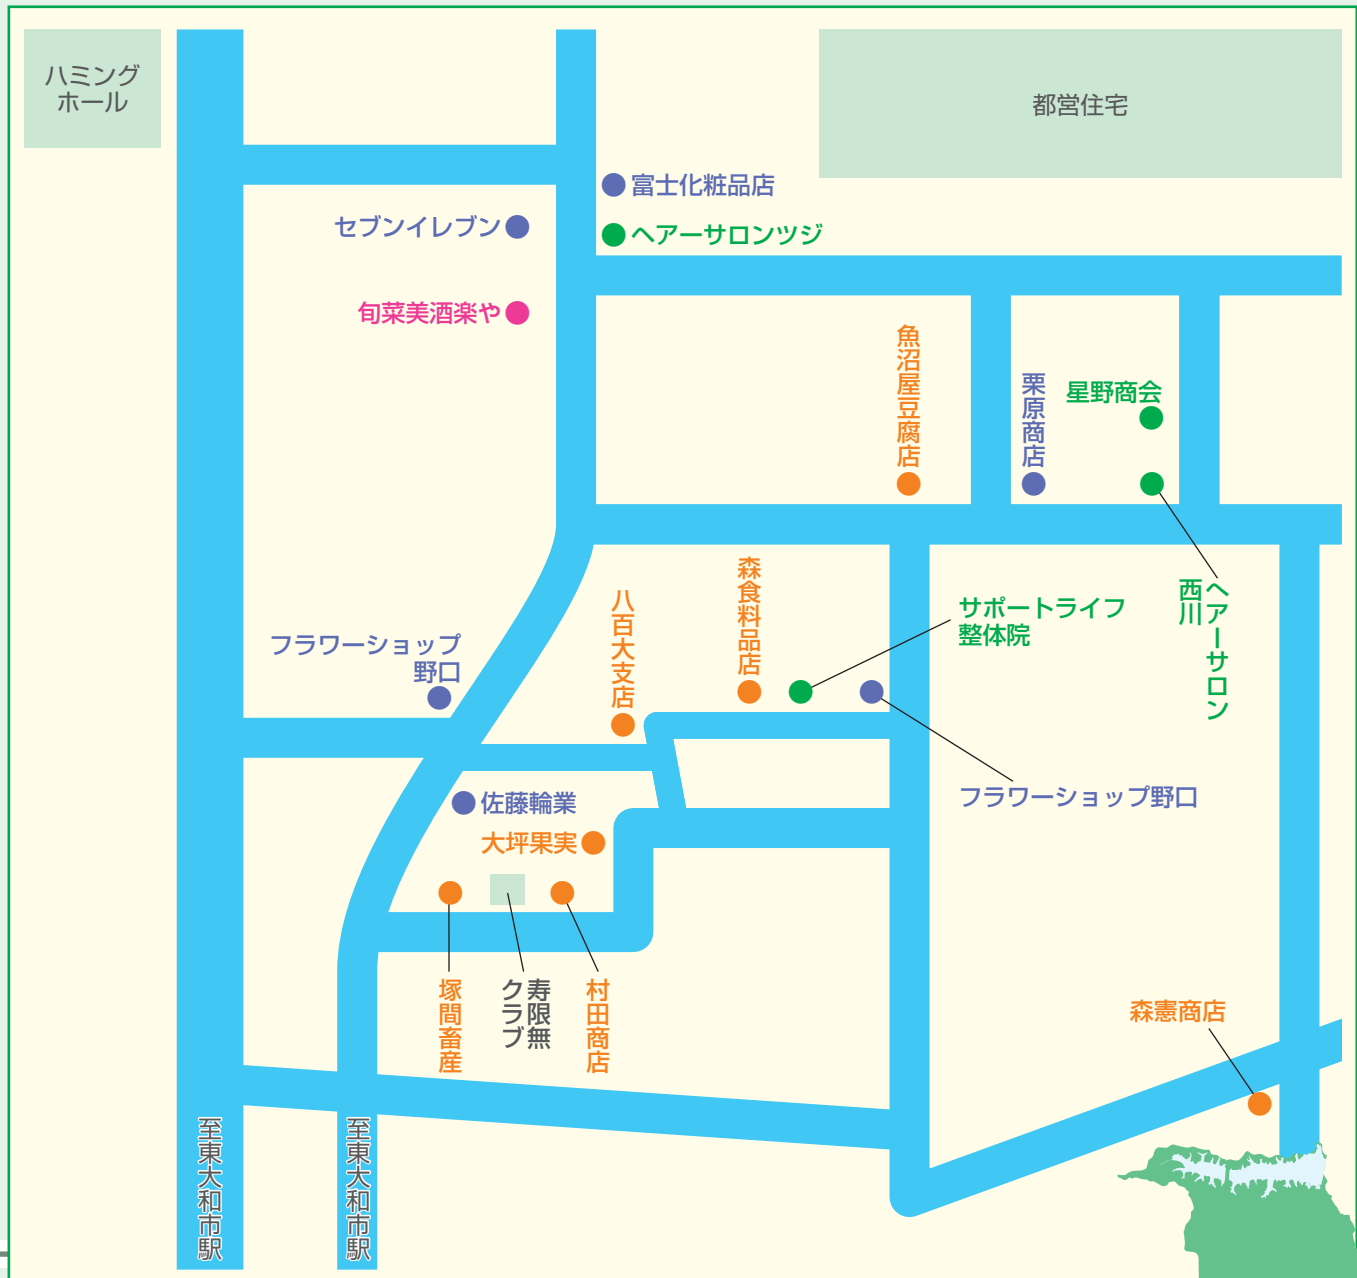 ハミング
ホール
都営住宅
富士化粧品店
セブンイレブン
ヘアーサロンツジ
旬菜美酒楽や
魚沼屋豆腐店
栗原商店
星野商会
ヘアーサロン
西川
森食料品店
八百大支店
サポートライフ
整体院
フラワーショップ
野口
フラワーショップ野口
佐藤輪業
大坪果実
塚間畜産
寿限無
クラブ
村田商店
森憲商店
至東大和市駅
至東大和市駅